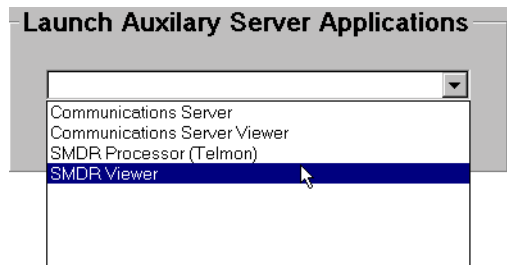 Launch Auxilary Server Applications
Communications Server
Communications Server Viewer
SMDR Processor (Telmon)
SMDR Viewer